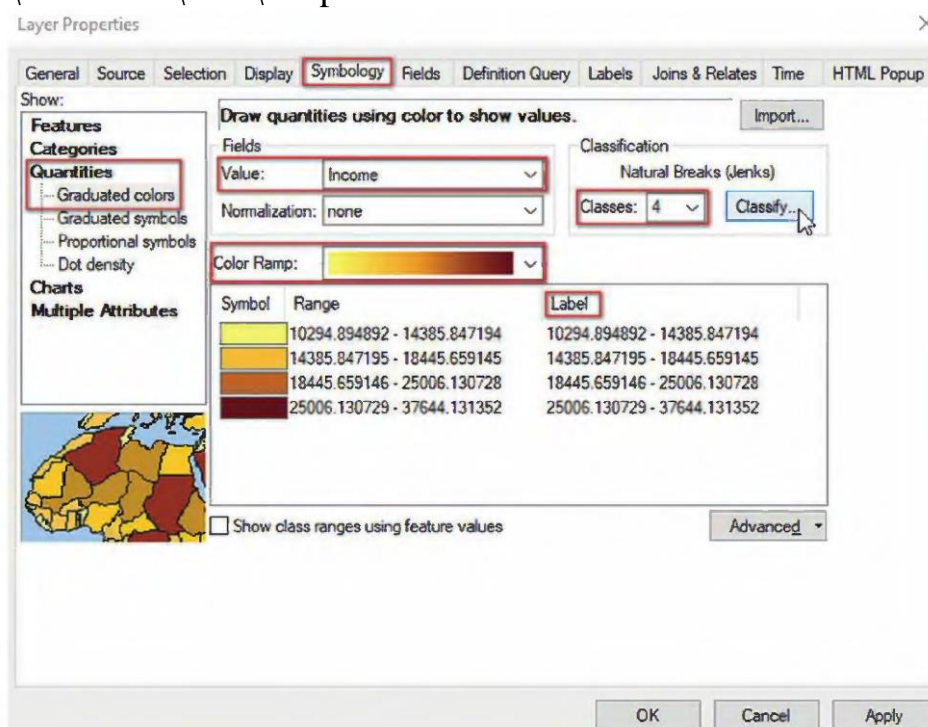 Layer Properties
General Source Selection Display Symbology Fields Definition Query Labels Joins & Relates Time HTML Popup
Show:
Features
Categories
Quantities
Graduated colors
Graduated symbols
Proportional symbols
Dot density
Charts
Multiple Attributes
Draw quantities using color to show values.
Import...
Fields
Value: Income
Normalization: none
Classification
Natural Breaks (Jenks)
Classes: 4
Classify...
Color Ramp:
Symbol Range Label
10294.894892 - 14385.847194 10294.894892 - 14385.847194
14385.847195 - 18445.659145 14385.847195 - 18445.659145
18445.659146 - 25006.130728 18445.659146 - 25006.130728
25006.130729 - 37644.131352 25006.130729 - 37644.131352
Show class ranges using feature values
Advanced
OK Cancel Apply